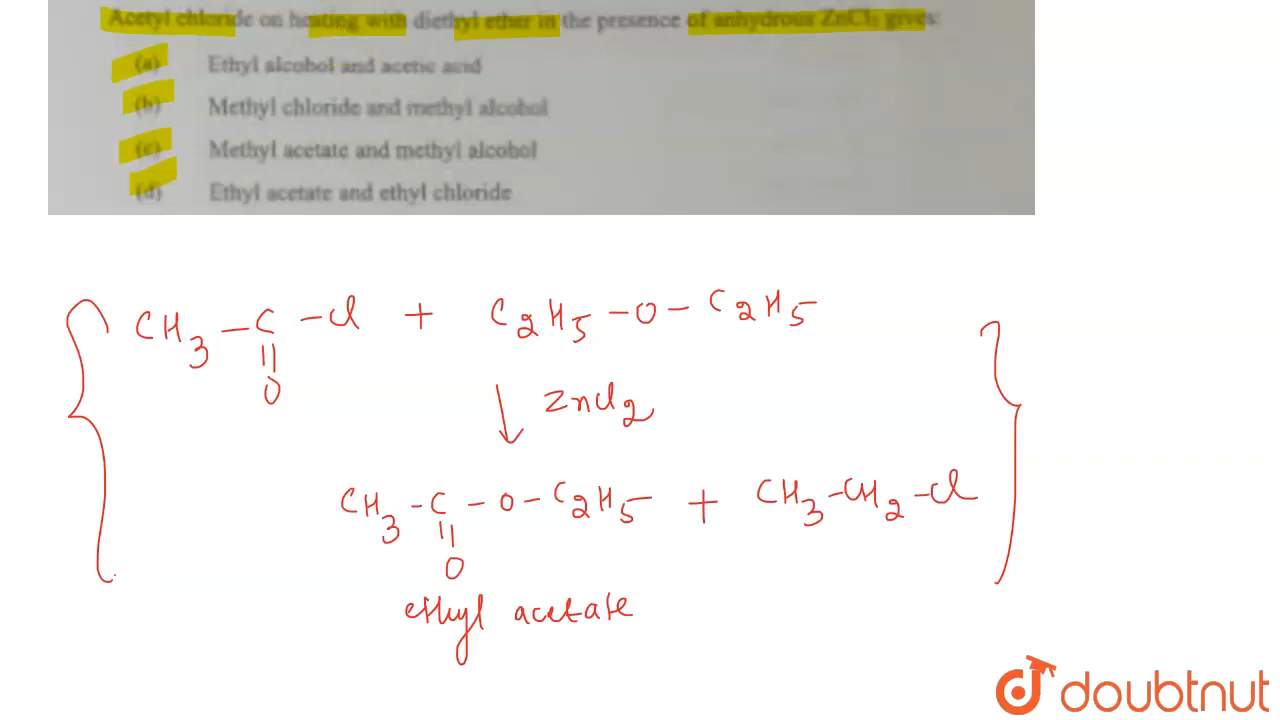 Acetyl chloride on heating with diethyl ether in the presence of anhydrous ZnCl₂ gives:
(a) Ethyl alcohol and acetic acid
(b) Methyl chloride and methyl alcohol
(c) Methyl acetate and methyl alcohol
(d) Ethyl acetate and ethyl chloride
CH₃-C-Cl + C₂H₅-O-C₂H₅
||
O
↓ ZnCl₂
CH₃-C-O-C₂H₅ + CH₃-CH₂-Cl
||
O
ethyl acetate
doubtnut